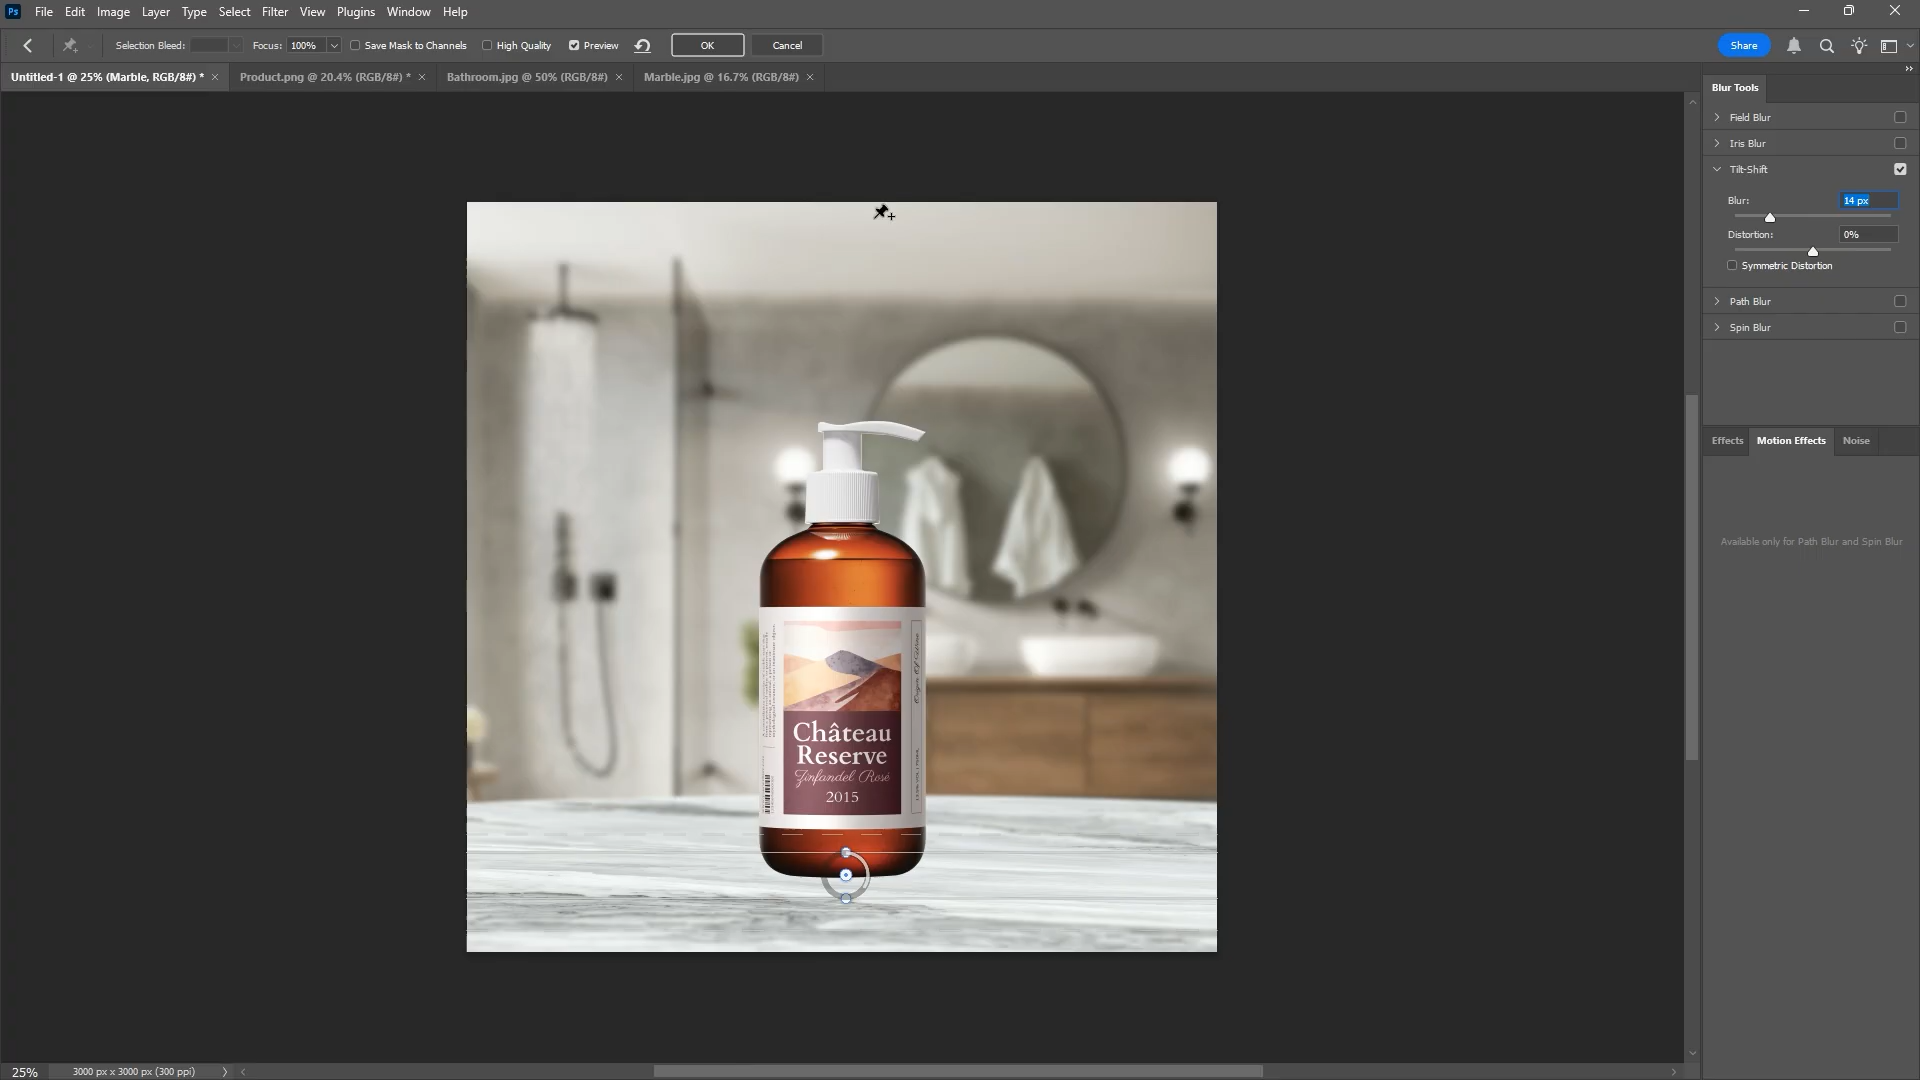 Ps File Edit Image Layer Type Select Filter View Plugins Window Help
Selection Bleed: Focus: 100% Save Mask to Channels High Quality Preview OK Cancel Share
Untitled-1 @ 25% (Marble, RGB/8#) * Product.png @ 20.4% (RGB/8#) * Bathroom.jpg @ 50% (RGB/8#) Marble.jpg @ 16.7% (RGB/8#)
Blur Tools
Field Blur
Iris Blur
Tilt-Shift
Blur: 14 px
Distortion: 0%
Symmetric Distortion
Path Blur
Spin Blur
Effects Motion Effects Noise
Available only for Path Blur and Spin Blur
Château
Reserve
Zinfandel Rosé
2015
25% 3000 px x 3000 px (300 ppi)